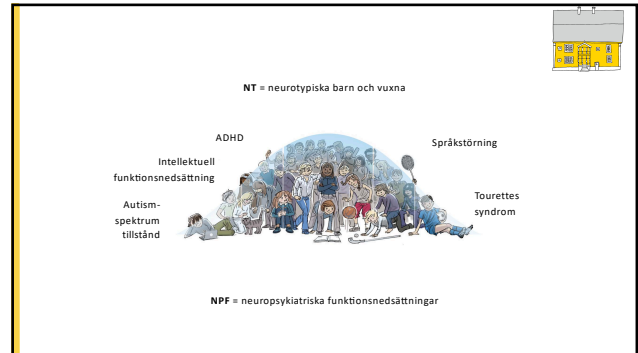 NT = neurotypiska barn och vuxna
ADHD
Språkstörning
Intellektuell
funktionsnedsättning
Autism-
spektrum
tillstånd
Tourettes
syndrom
NPF = neuropsykiatriska funktionsnedsättningar